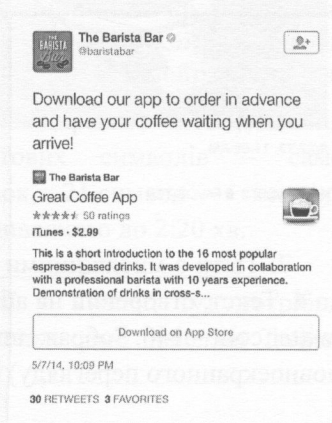 THE
BARISTA
Bar
The Barista Bar
@baristabar
Download our app to order in advance
and have your coffee waiting when you
arrive!
The Barista Bar
Great Coffee App
★★★★★ 50 ratings
iTunes · $2.99
This is a short introduction to the 16 most popular
espresso-based drinks. It was developed in collaboration
with a professional barista with 10 years experience.
Demonstration of drinks in cross-s...
Download on App Store
5/7/14, 10:09 PM
30 RETWEETS 3 FAVORITES